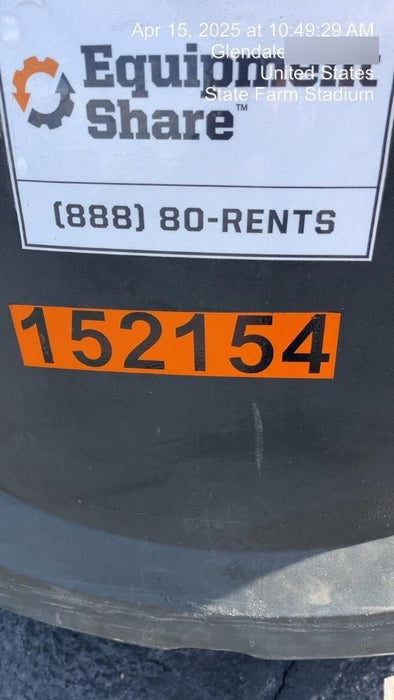 Apr 15, 2025 at 10:49:29 AM
Glendale
United States
State Farm Stadium
Equipment
Share™
(888) 80-RENTS
152154